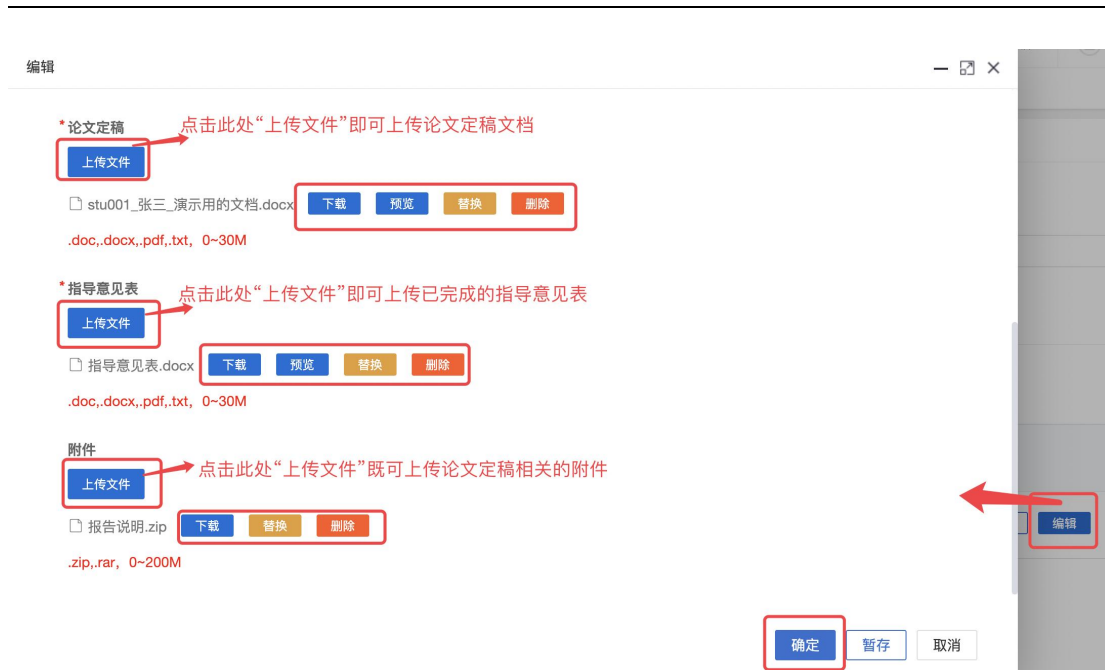 编辑
*论文定稿 点击此处“上传文件”即可上传论文定稿文档
上传文件
stu001_张三_演示用的文档.docx 下载 预览 替换 删除
.doc,.docx,.pdf,.txt, 0~30M
*指导意见表 点击此处“上传文件”即可上传已完成的指导意见表
上传文件
指导意见表.docx 下载 预览 替换 删除
.doc,.docx,.pdf,.txt, 0~30M
附件
点击此处“上传文件”既可上传论文定稿相关的附件
上传文件
报告说明.zip 下载 替换 删除
编辑
.zip,.rar, 0~200M
确定 暂存 取消